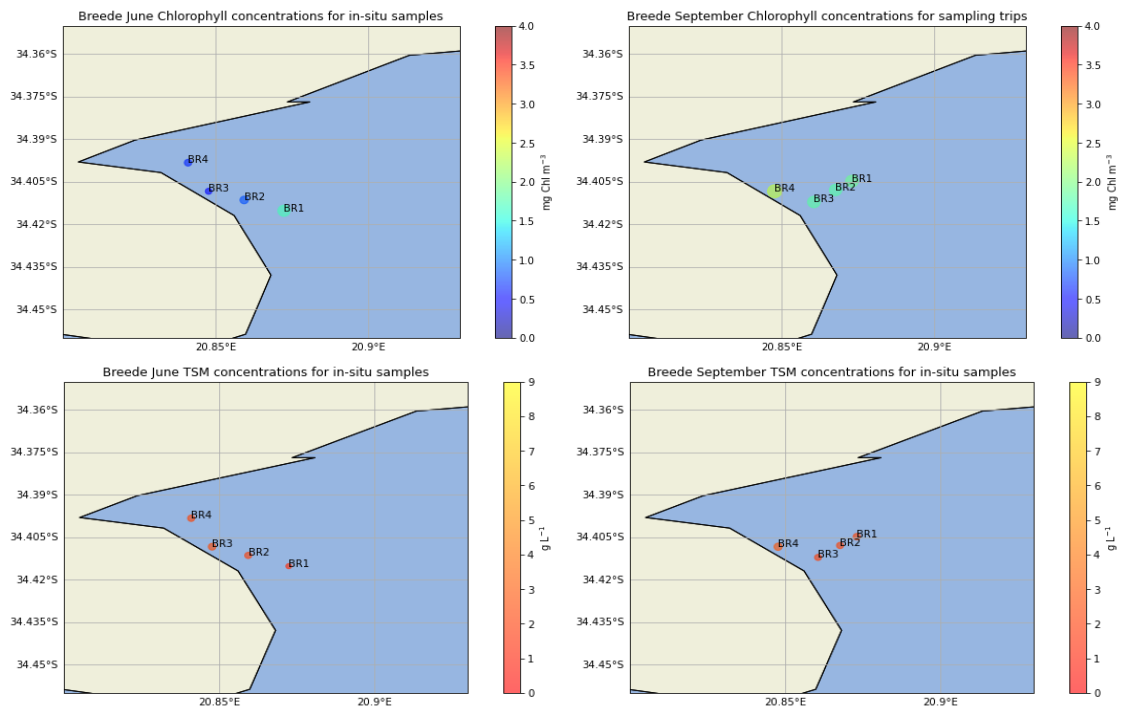 Breede June Chlorophyll concentrations for in-situ samples
34.36°S
34.375°S
34.39°S
34.405°S
34.42°S
34.435°S
34.45°S
20.85°E
20.9°E
BR4
BR3
BR2
BR1
4.0
3.5
3.0
2.5
2.0
1.5
1.0
0.5
0.0
mg Chl m⁻³
Breede September Chlorophyll concentrations for sampling trips
34.36°S
34.375°S
34.39°S
34.405°S
34.42°S
34.435°S
34.45°S
20.85°E
20.9°E
BR1
BR2
BR4
BR3
4.0
3.5
3.0
2.5
2.0
1.5
1.0
0.5
0.0
mg Chl m⁻³
Breede June TSM concentrations for in-situ samples
34.36°S
34.375°S
34.39°S
34.405°S
34.42°S
34.435°S
34.45°S
20.85°E
20.9°E
BR4
BR3
BR2
BR1
9
8
7
6
5
4
3
2
1
0
g L⁻¹
Breede September TSM concentrations for in-situ samples
34.36°S
34.375°S
34.39°S
34.405°S
34.42°S
34.435°S
34.45°S
20.85°E
20.9°E
BR1
BR2
BR4
BR3
9
8
7
6
5
4
3
2
1
0
g L⁻¹